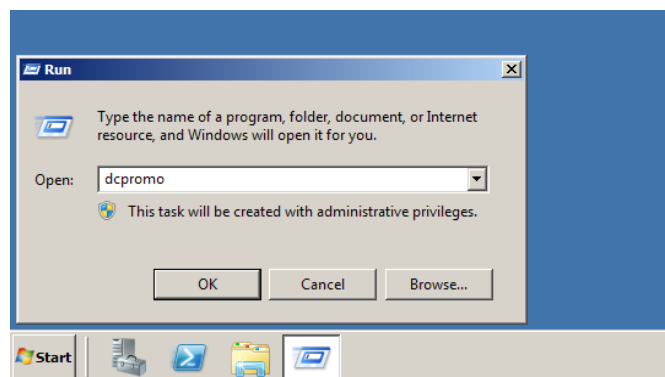 Run
Type the name of a program, folder, document, or Internet
resource, and Windows will open it for you.
Open:
dcpromo
This task will be created with administrative privileges.
OK
Cancel
Browse...
Start